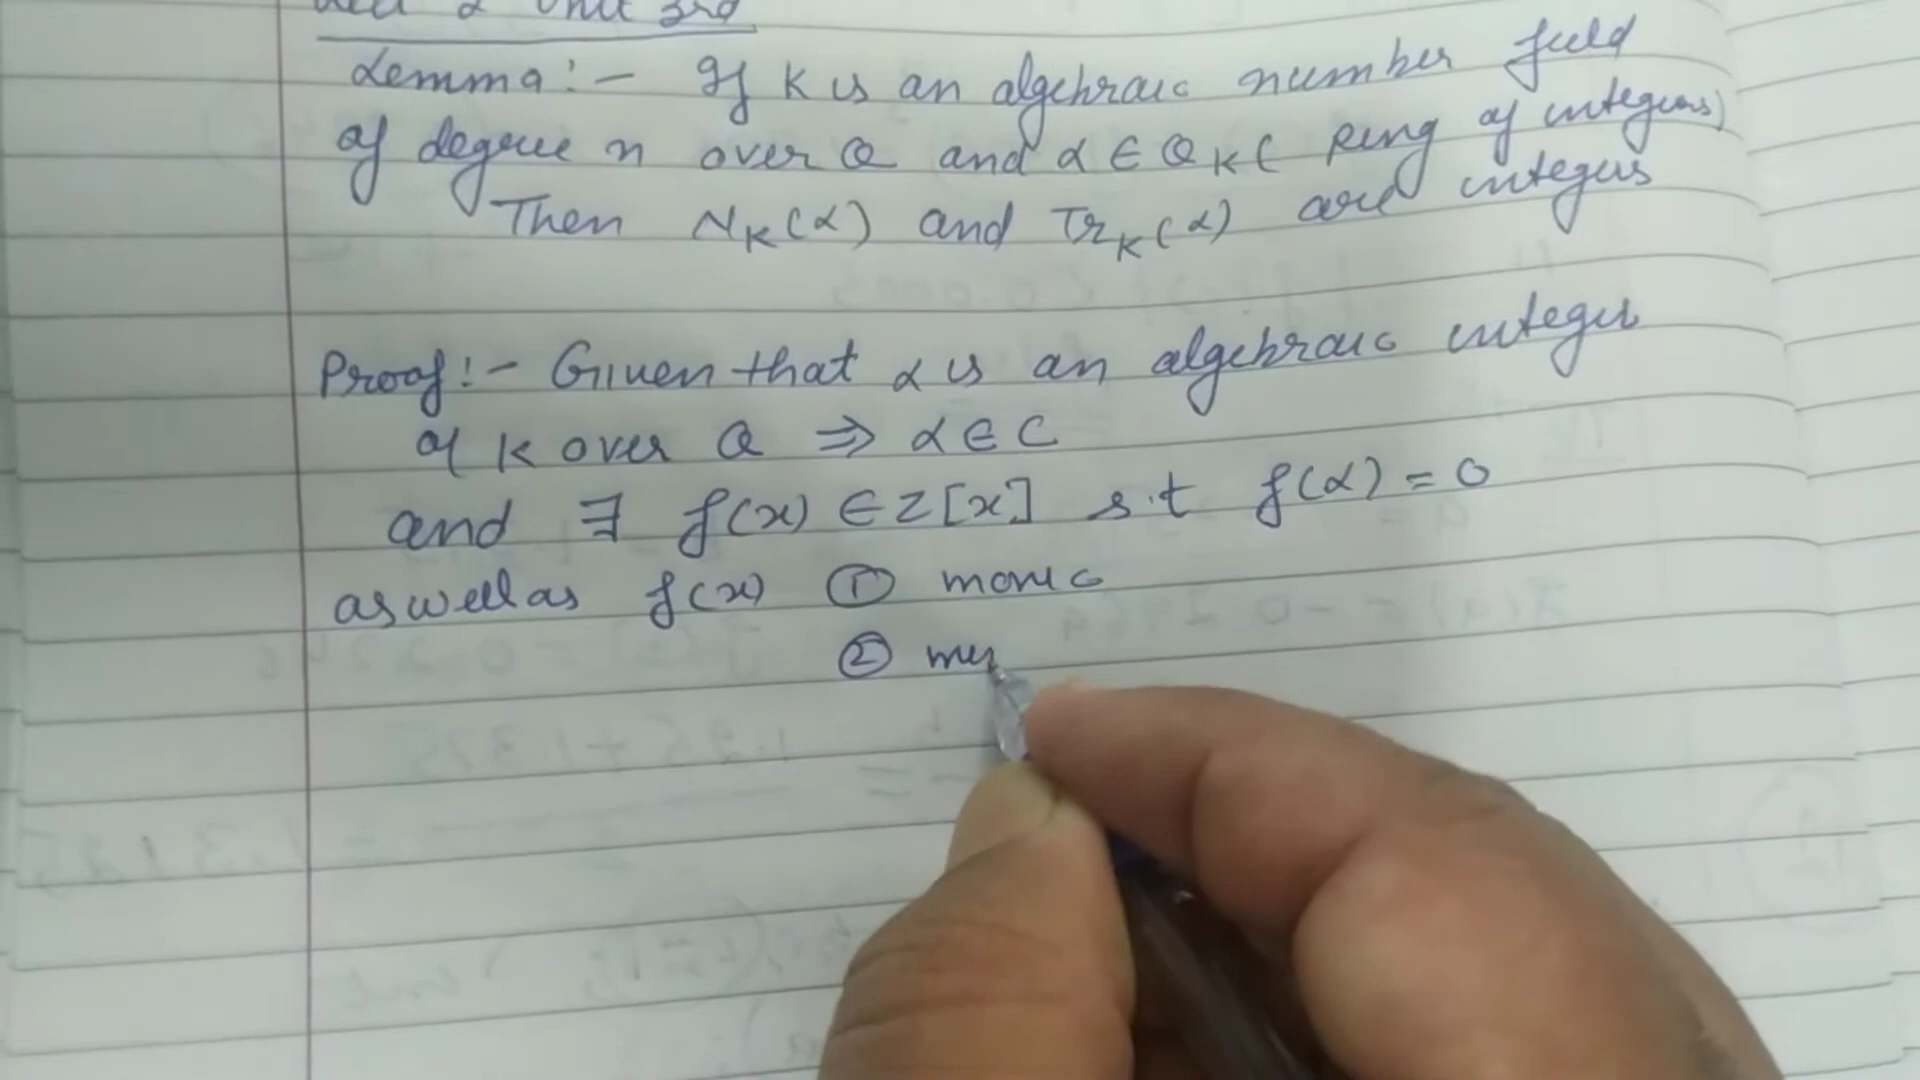 Lemma :- If K is an algebraic number field
of degree n over Q and α ∈ O_K ( Ring of integers)
Then N_K(α) and Tr_K(α) are integers
Proof :- Given that α is an algebraic integer
of K over Q ⇒ α ∈ C
and ∃ f(x) ∈ Z[x] s.t f(α) = 0
as well as f(x) ① monic
②